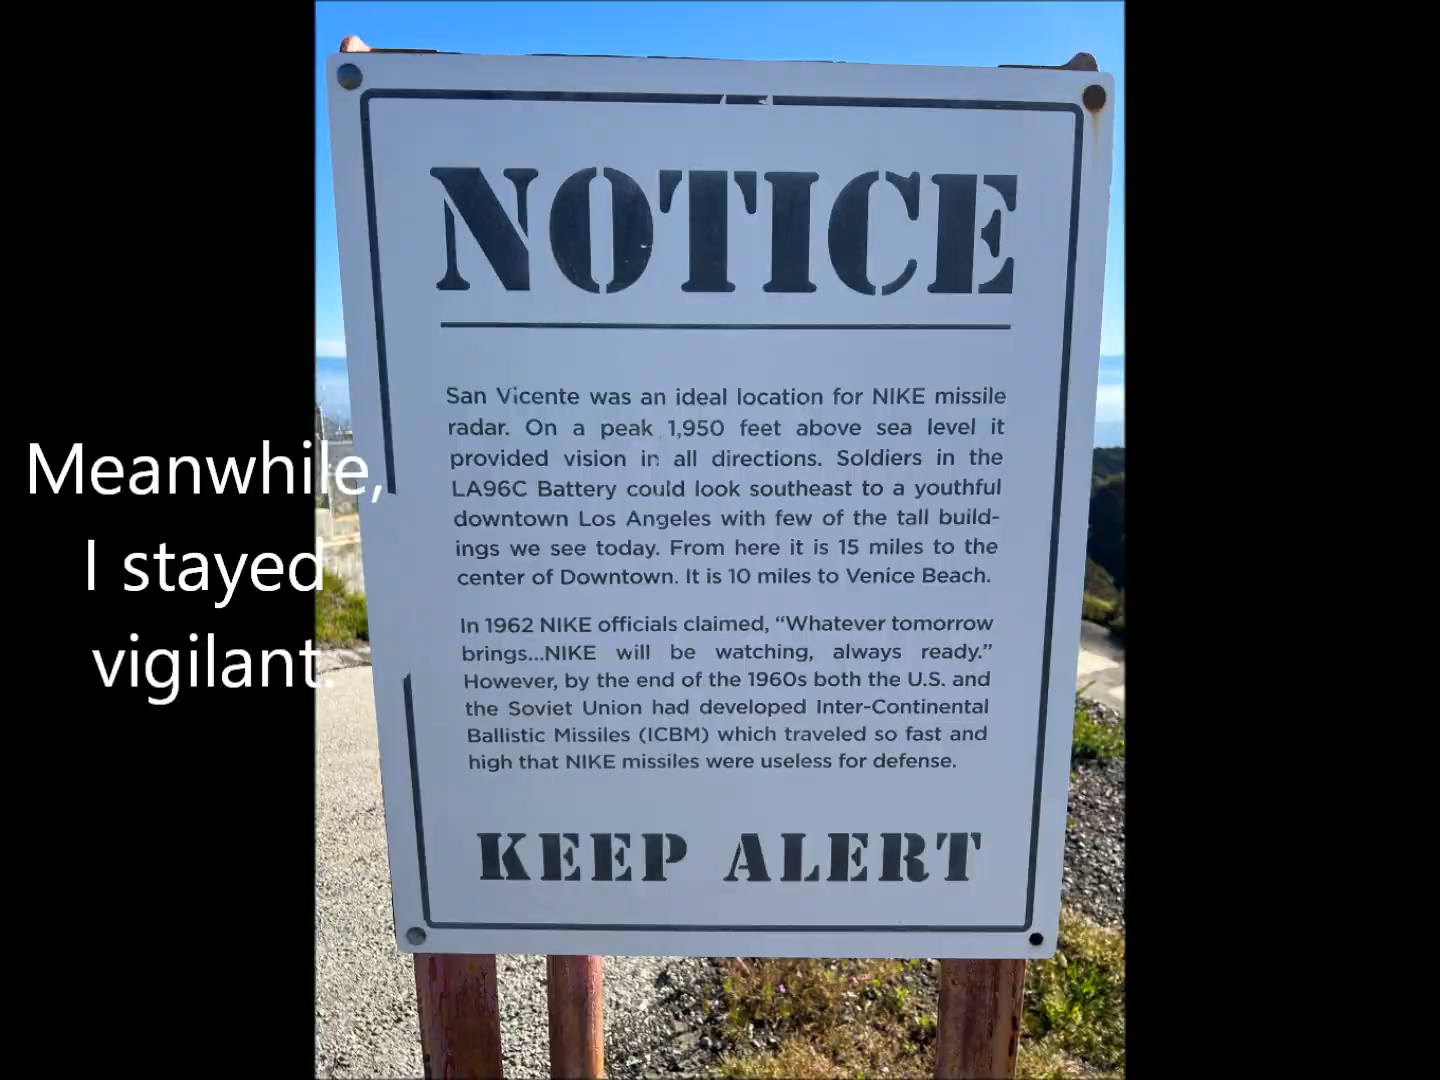 NOTICE
San Vicente was an ideal location for NIKE missile
radar. On a peak 1,950 feet above sea level it
provided vision in all directions. Soldiers in the
LA96C Battery could look southeast to a youthful
downtown Los Angeles with few of the tall build-
ings we see today. From here it is 15 miles to the
center of Downtown. It is 10 miles to Venice Beach.
In 1962 NIKE officials claimed, “Whatever tomorrow
brings...NIKE will be watching, always ready.”
However, by the end of the 1960s both the U.S. and
the Soviet Union had developed Inter-Continental
Ballistic Missiles (ICBM) which traveled so fast and
high that NIKE missiles were useless for defense.
KEEP ALERT
Meanwhile,
I stayed
vigilant.